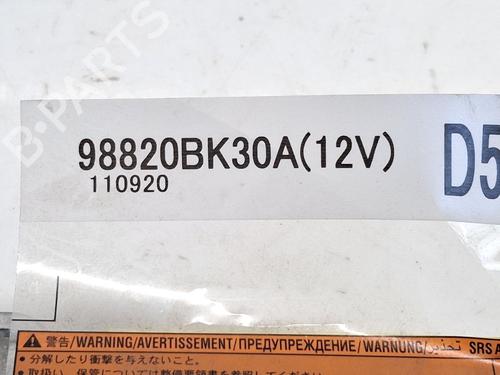 B-PARTS
98820BK30A(12V)
110920
D5
警告/WARNING/AVERTISSEMENT/ПРЕДУПРЕЖДЕНИЕ/WARNUNG/تحذير SRS A
・分解したり衝撃を与えないこと。